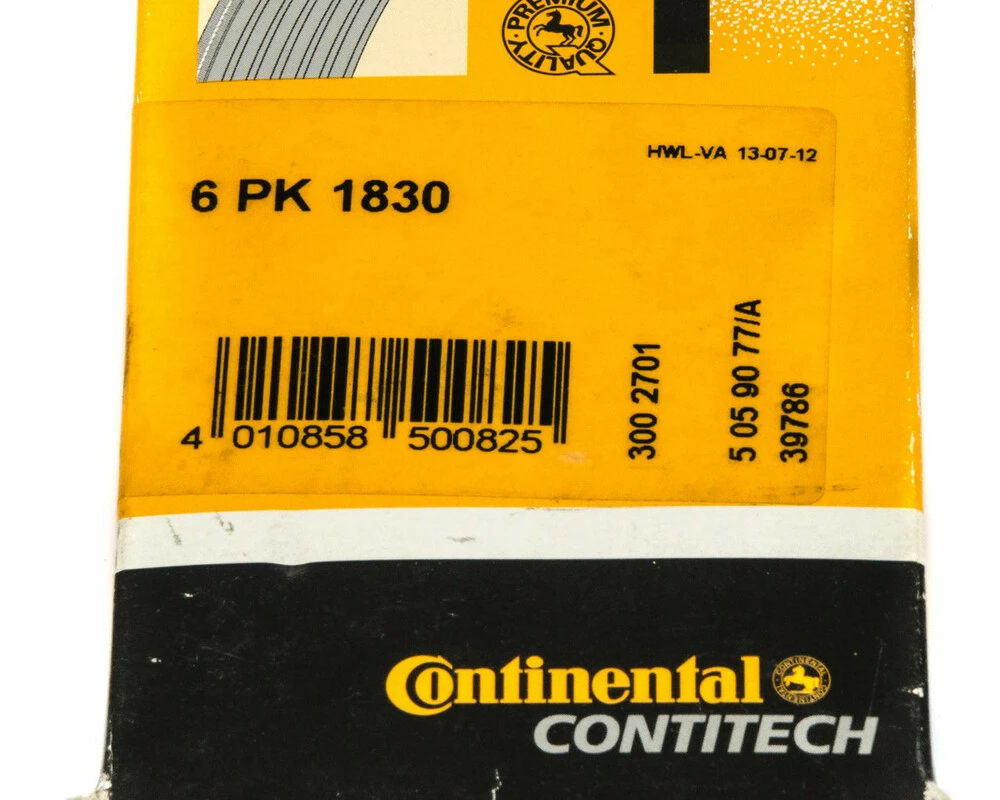 PREMIUM · QUALITY ·
HWL-VA 13-07-12
6 PK 1830
300 2701
5 05 90 77/A
39786
4 010858 500825
Continental
CONTINENTAL
CONTITECH